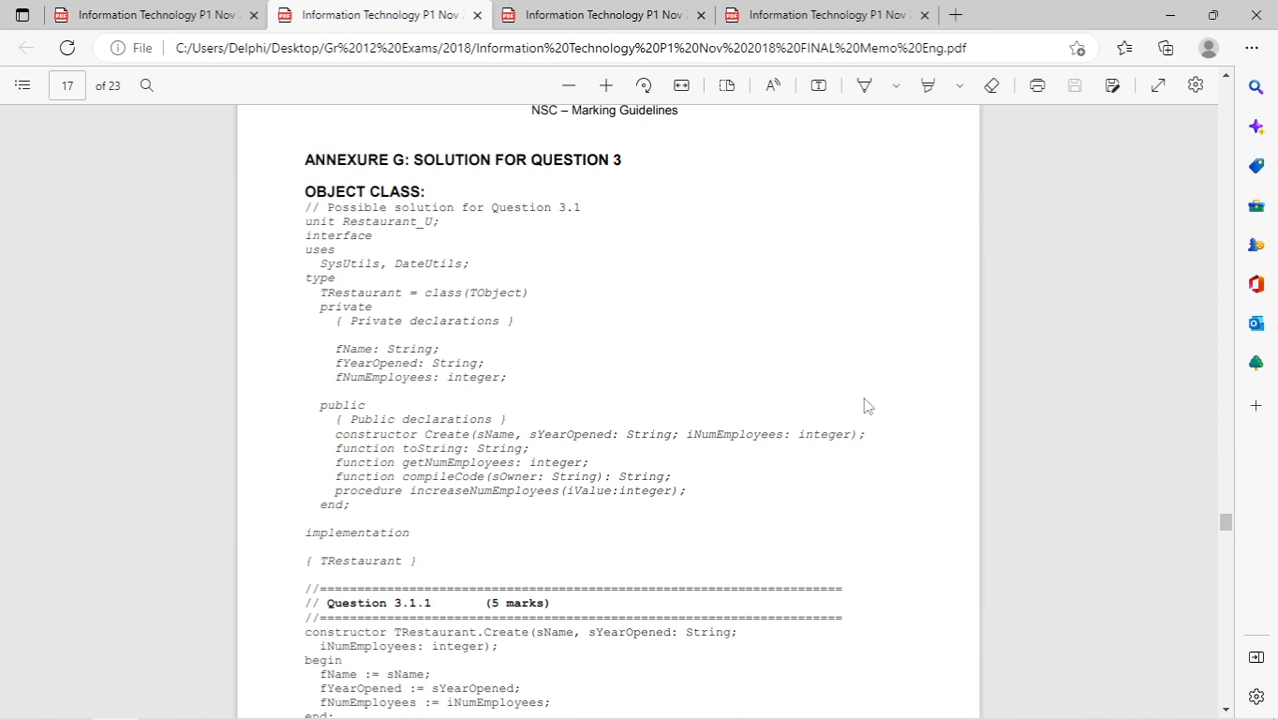 Information Technology P1 Nov
Information Technology P1 Nov
Information Technology P1 Nov
Information Technology P1 Nov
File
C:/Users/Delphi/Desktop/Gr%2012%20Exams/2018/Information%20Technology%20P1%20Nov%202018%20FINAL%20Memo%20Eng.pdf
17 of 23
NSC – Marking Guidelines
ANNEXURE G: SOLUTION FOR QUESTION 3
OBJECT CLASS:
// Possible solution for Question 3.1
unit Restaurant_U;
interface
uses
SysUtils, DateUtils;
type
TRestaurant = class(TObject)
private
{ Private declarations }
fName: String;
fYearOpened: String;
fNumEmployees: integer;
public
{ Public declarations }
constructor Create(sName, sYearOpened: String; iNumEmployees: integer);
function toString: String;
function getNumEmployees: integer;
function compileCode(sOwner: String): String;
procedure increaseNumEmployees(iValue:integer);
end;
implementation
{ TRestaurant }
//======================================================================
// Question 3.1.1 (5 marks)
//======================================================================
constructor TRestaurant.Create(sName, sYearOpened: String;
iNumEmployees: integer);
begin
fName := sName;
fYearOpened := sYearOpened;
fNumEmployees := iNumEmployees;
end;